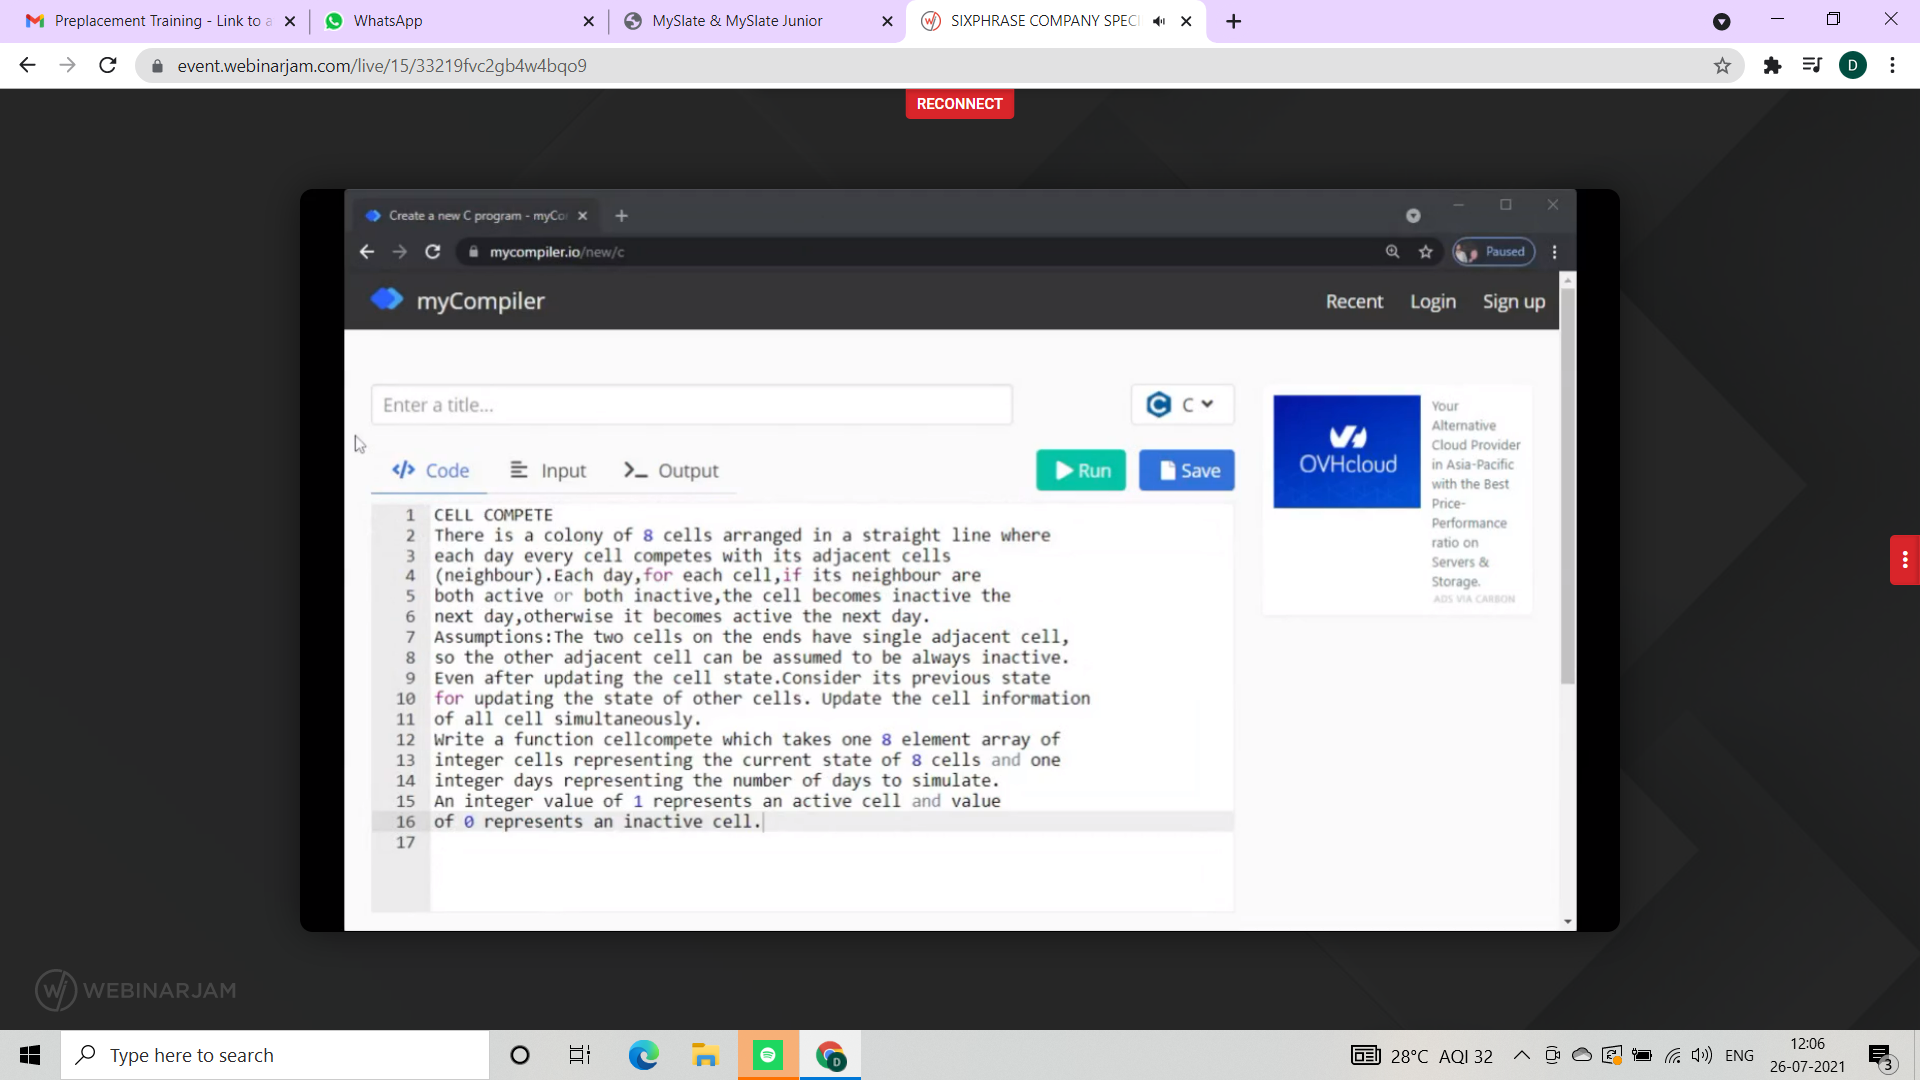 Preplacement Training - Link to a
WhatsApp
MySlate & MySlate Junior
SIXPHRASE COMPANY SPECI
event.webinarjam.com/live/15/33219fvc2gb4w4bqo9
D
RECONNECT
Create a new C program - myCo
mycompiler.io/new/c
Paused
myCompiler
Recent
Login
Sign up
Enter a title...
C
Code
Input
Output
Run
Save
1 CELL COMPETE
2 There is a colony of 8 cells arranged in a straight line where
3 each day every cell competes with its adjacent cells
4 (neighbour).Each day,for each cell,if its neighbour are
5 both active or both inactive,the cell becomes inactive the
6 next day,otherwise it becomes active the next day.
7 Assumptions:The two cells on the ends have single adjacent cell,
8 so the other adjacent cell can be assumed to be always inactive.
9 Even after updating the cell state.Consider its previous state
10 for updating the state of other cells. Update the cell information
11 of all cell simultaneously.
12 Write a function cellcompete which takes one 8 element array of
13 integer cells representing the current state of 8 cells and one
14 integer days representing the number of days to simulate.
15 An integer value of 1 represents an active cell and value
16 of 0 represents an inactive cell.
17
OVHcloud
Your
Alternative
Cloud Provider
in Asia-Pacific
with the Best
Price-
Performance
ratio on
Servers &
Storage.
ADS VIA CARBON
WEBINARJAM
Type here to search
D
28°C AQI 32
ENG
12:06
26-07-2021
3